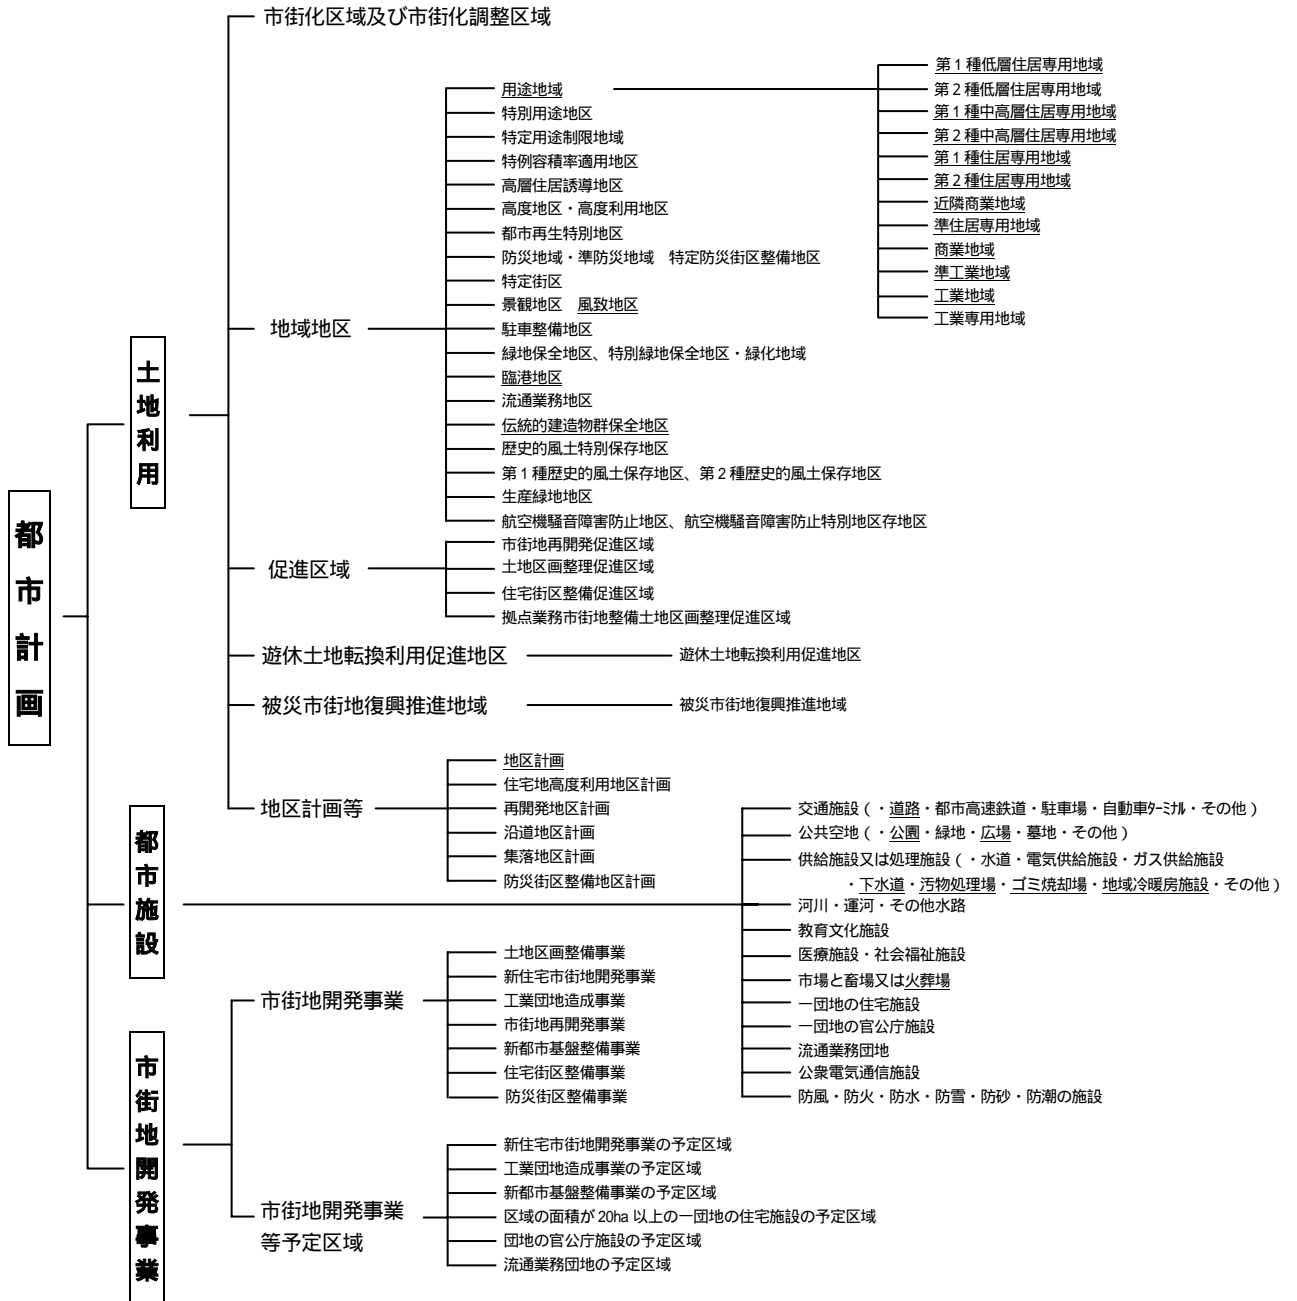 都市計画
土地利用
市街化区域及び市街化調整区域
地域地区
用途地域
第1種低層住居専用地域
第2種低層住居専用地域
第1種中高層住居専用地域
第2種中高層住居専用地域
第1種住居専用地域
第2種住居専用地域
近隣商業地域
準住居専用地域
商業地域
準工業地域
工業地域
工業専用地域
特別用途地区
特定用途制限地域
特例容積率適用地区
高層住居誘導地区
高度地区・高度利用地区
都市再生特別地区
防災地域・準防災地域　特定防災街区整備地区
特定街区
景観地区　風致地区
駐車整備地区
緑地保全地区、特別緑地保全地区・緑化地域
臨港地区
流通業務地区
伝統的建造物群保全地区
歴史的風土特別保存地区
第1種歴史的風土保存地区、第2種歴史的風土保存地区
生産緑地地区
航空機騒音障害防止地区、航空機騒音障害防止特別地区存地区
促進区域
市街地再開発促進区域
土地区画整理促進区域
住宅街区整備促進区域
拠点業務市街地整備土地区画整理促進区域
遊休土地転換利用促進地区
遊休土地転換利用促進地区
被災市街地復興推進地域
被災市街地復興推進地域
地区計画等
地区計画
住宅地高度利用地区計画
再開発地区計画
沿道地区計画
集落地区計画
防災街区整備地区計画
都市施設
交通施設（・道路・都市高速鉄道・駐車場・自動車ターミナル・その他）
公共空地（・公園・緑地・広場・墓地・その他）
供給施設又は処理施設（・水道・電気供給施設・ガス供給施設
・下水道・汚物処理場・ゴミ焼却場・地域冷暖房施設・その他）
河川・運河・その他水路
教育文化施設
医療施設・社会福祉施設
市場と畜場又は火葬場
一団地の住宅施設
一団地の官公庁施設
流通業務団地
公衆電気通信施設
防風・防火・防水・防雪・防砂・防潮の施設
市街地開発事業
市街地開発事業
土地区画整備事業
新住宅市街地開発事業
工業団地造成事業
市街地再開発事業
新都市基盤整備事業
住宅街区整備事業
防災街区整備事業
市街地開発事業
等予定区域
新住宅市街地開発事業の予定区域
工業団地造成事業の予定区域
新都市基盤整備事業の予定区域
区域の面積が20ha以上の一団地の住宅施設の予定区域
団地の官公庁施設の予定区域
流通業務団地の予定区域